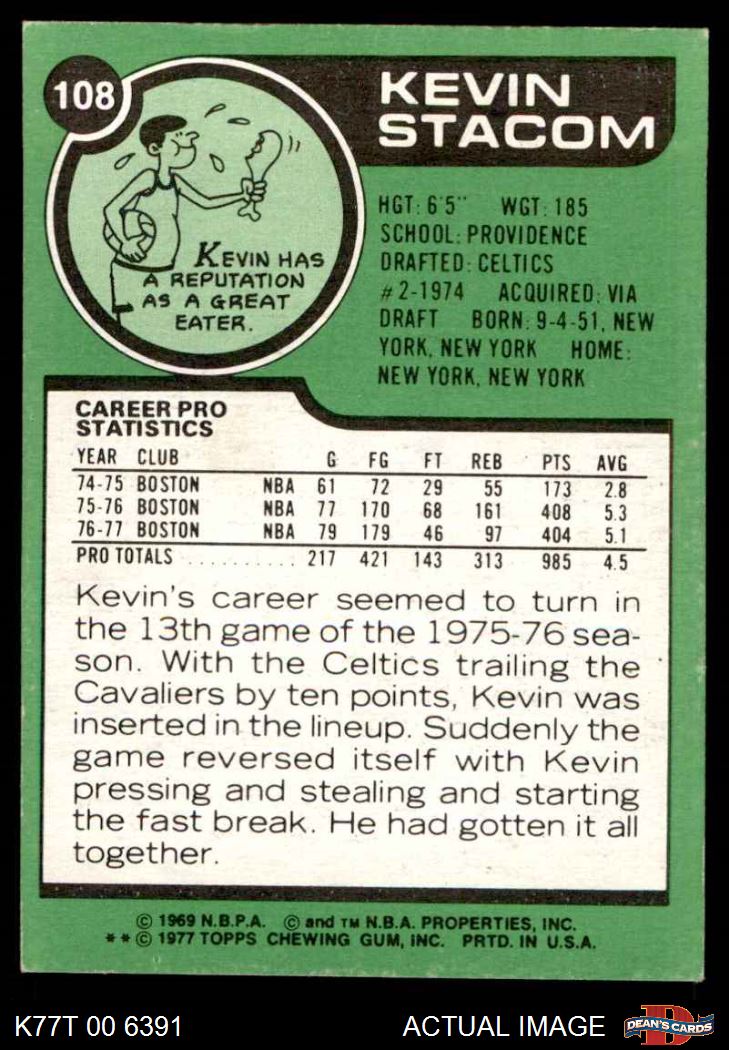 108
KEVIN
STACOM
KEVIN HAS
A REPUTATION
AS A GREAT
EATER.
HGT: 6'5" WGT: 185
SCHOOL: PROVIDENCE
DRAFTED: CELTICS
#2-1974 ACQUIRED: VIA
DRAFT BORN: 9-4-51, NEW
YORK, NEW YORK HOME:
NEW YORK, NEW YORK
CAREER PRO
STATISTICS
YEAR CLUB G FG FT REB PTS AVG
74-75 BOSTON NBA 61 72 29 55 173 2.8
75-76 BOSTON NBA 77 170 68 161 408 5.3
76-77 BOSTON NBA 79 179 46 97 404 5.1
PRO TOTALS .......... 217 421 143 313 985 4.5
Kevin's career seemed to turn in
the 13th game of the 1975-76 sea-
son. With the Celtics trailing the
Cavaliers by ten points, Kevin was
inserted in the lineup. Suddenly the
game reversed itself with Kevin
pressing and stealing and starting
the fast break. He had gotten it all
together.
© 1969 N.B.P.A. © and TM N.B.A. PROPERTIES, INC.
**© 1977 TOPPS CHEWING GUM, INC. PRTD. IN U.S.A.
K77T 00 6391 ACTUAL IMAGE DEAN'S CARDS